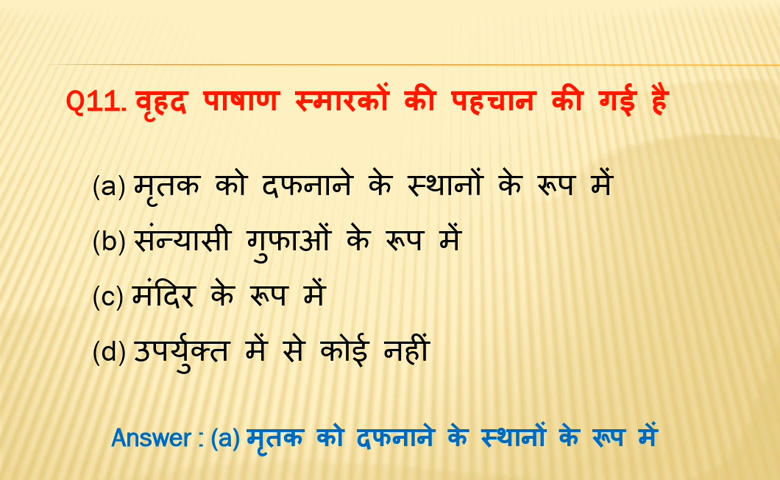 Q11. वृहद पाषाण स्मारकों की पहचान की गई है
(a) मृतक को दफनाने के स्थानों के रूप में
(b) संन्यासी गुफाओं के रूप में
(c) मंदिर के रूप में
(d) उपर्युक्त में से कोई नहीं
Answer : (a) मृतक को दफनाने के स्थानों के रूप में